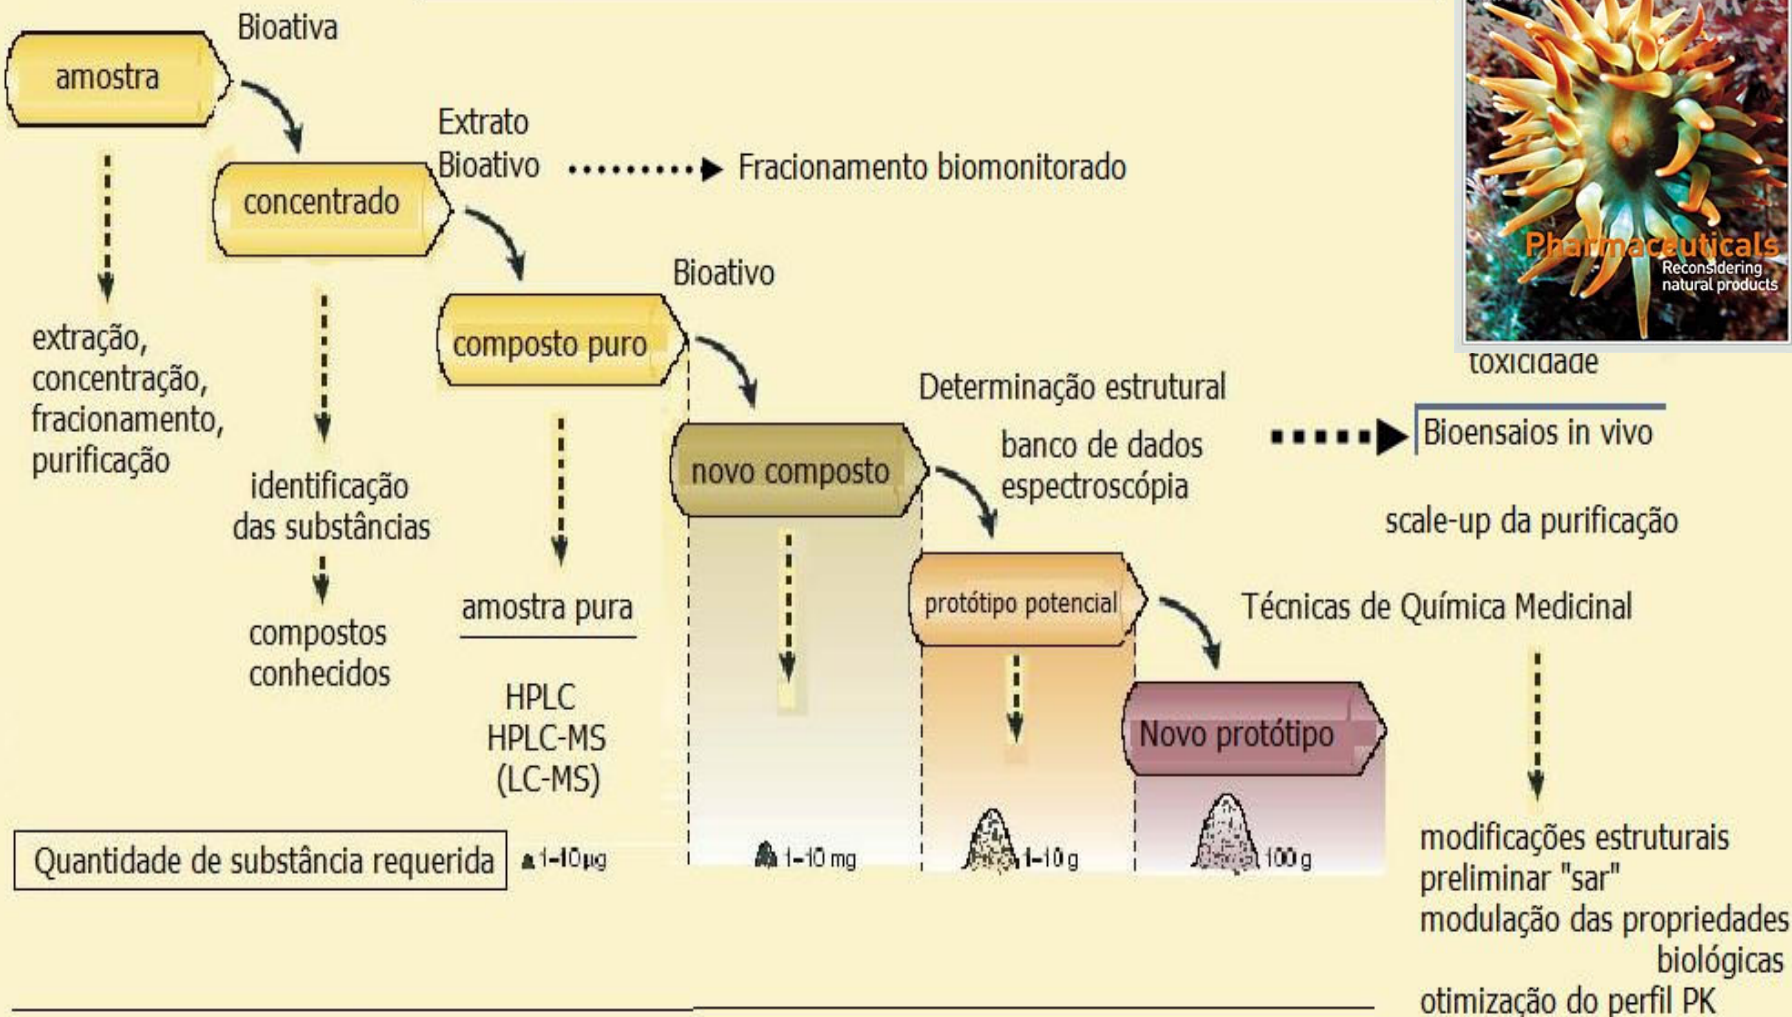 Bioativa
amostra
Extrato
Bioativo
Fracionamento biomonitorado
concentrado
Pharmaceuticals
Reconsidering
natural products
Bioativo
extração,
concentração,
fracionamento,
purificação
composto puro
toxicidade
Determinação estrutural
banco de dados
espectroscópia
Bioensaios in vivo
novo composto
identificação
das substâncias
scale-up da purificação
protótipo potencial
Técnicas de Química Medicinal
amostra pura
compostos
conhecidos
HPLC
HPLC-MS
(LC-MS)
Novo protótipo
Quantidade de substância requerida
1-10 µg
1-10 mg
1-10 g
100 g
modificações estruturais
preliminar "sar"
modulação das propriedades
biológicas
otimização do perfil PK